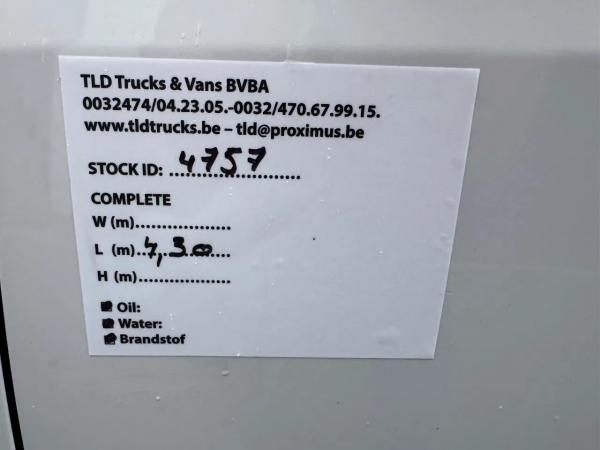 TLD Trucks & Vans BVBA
0032474/04.23.05.-0032/470.67.99.15.
www.tldtrucks.be – tld@proximus.be
STOCK ID: 4757
COMPLETE
W (m)....................
L (m)..7,30....
H (m)....................
Oil:
Water:
Brandstof